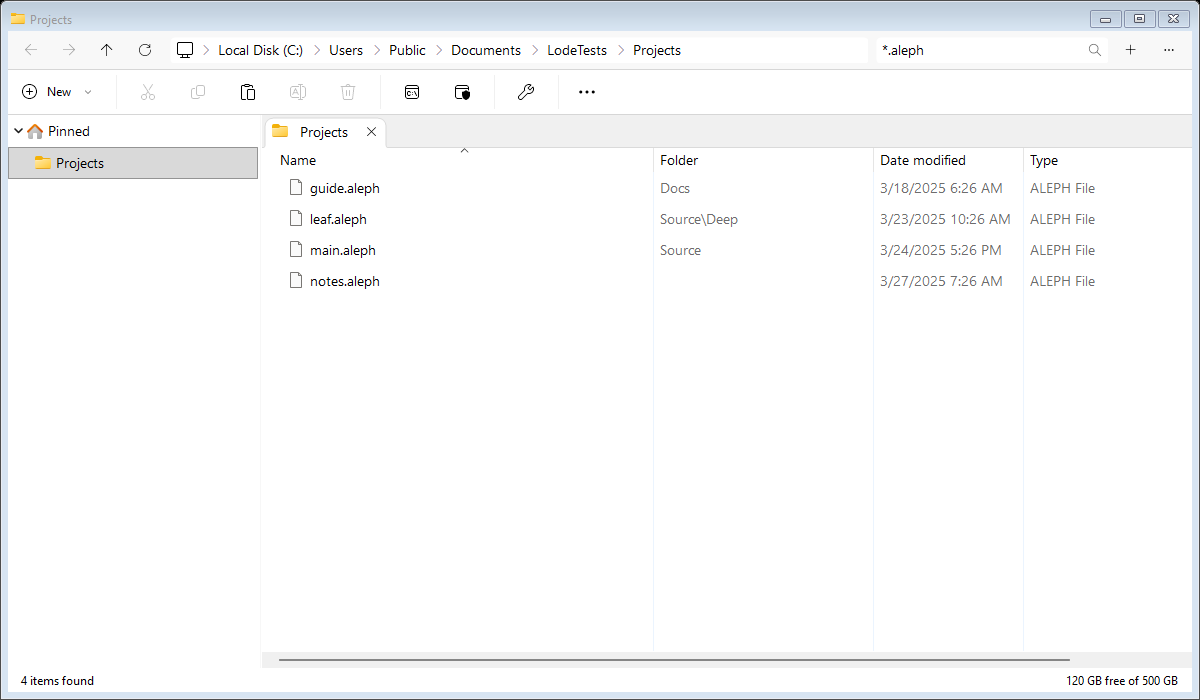 Projects
Local Disk (C:) Users Public Documents LodeTests Projects *.aleph
New
Pinned
Projects
Projects
Name Folder Date modified Type
guide.aleph Docs 3/18/2025 6:26 AM ALEPH File
leaf.aleph Source\Deep 3/23/2025 10:26 AM ALEPH File
main.aleph Source 3/24/2025 5:26 PM ALEPH File
notes.aleph 3/27/2025 7:26 AM ALEPH File
4 items found 120 GB free of 500 GB